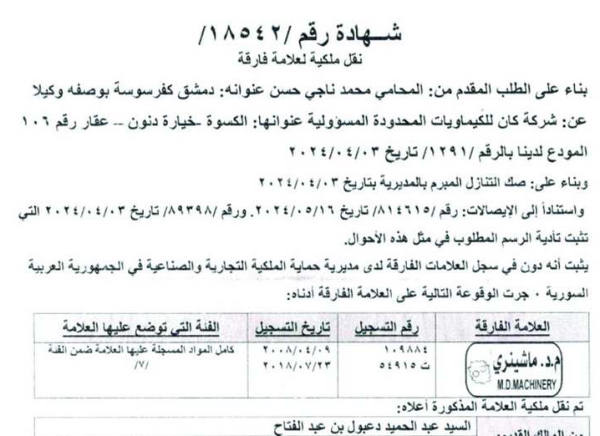 شـــهادة رقم /١٨٥٤٢/
نقل ملكية لعلامة فارقة
بناء على الطلب المقدم من: المحامي محمد ناجي حسن عنوانه: دمشق كفرسوسة بوصفه وكيلا
عن: شركة كان للكيماويات المحدودة المسؤولية عنوانها: الكسوة -خيارة دنون -- عقار رقم ١٠٦
المودع لدينا بالرقم /١٢٩١/ تاريخ ٢٠٢٤/٠٤/٠٣
وبناء على: صك التنازل المبرم بالمديرية بتاريخ ٢٠٢٤/٠٤/٠٣
واستناداً إلى الإيصالات: رقم /٨١٤٦١٥/ تاريخ ٢٠٢٤/٠٥/١٦. ورقم /٨٩٣٩٨/ تاريخ ٢٠٢٤/٠٤/٠٣ التي
تثبت تأدية الرسم المطلوب في مثل هذه الأحوال.
يثبت أنه دون في سجل العلامات الفارقة لدى مديرية حماية الملكية التجارية والصناعية في الجمهورية العربية
السورية ٠ جرت الوقوعة التالية على العلامة الفارقة أدناه:
العلامة الفارقة رقم التسجيل تاريخ التسجيل الفئة التي توضع عليها العلامة
م.د. ماشينري ١٠٩٨٨٤ ٢٠٠٨/٠٤/٠٩ كامل المواد المسجلة عليها العلامة ضمن الفئة
M.D.MACHINERY ت ٥٤٩١٥ ٢٠١٨/٠٧/٢٣ /٧/
تم نقل ملكية العلامة المذكورة أعلاه:
من المالك القديم السيد عبد الحميد دعبول بن عبد الفتاح